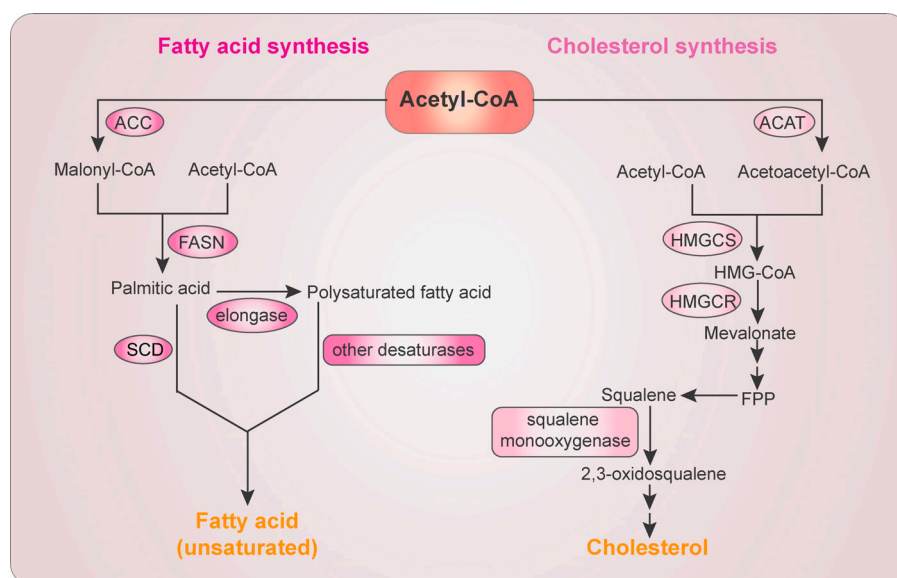 Fatty acid synthesis
Cholesterol synthesis
Acetyl-CoA
ACC
ACAT
Malonyl-CoA
Acetyl-CoA
Acetyl-CoA
Acetoacetyl-CoA
FASN
HMGCS
HMG-CoA
Palmitic acid
Polysaturated fatty acid
HMGCR
elongase
Mevalonate
SCD
other desaturases
Squalene
FPP
squalene
monooxygenase
2,3-oxidosqualene
Fatty acid
(unsaturated)
Cholesterol